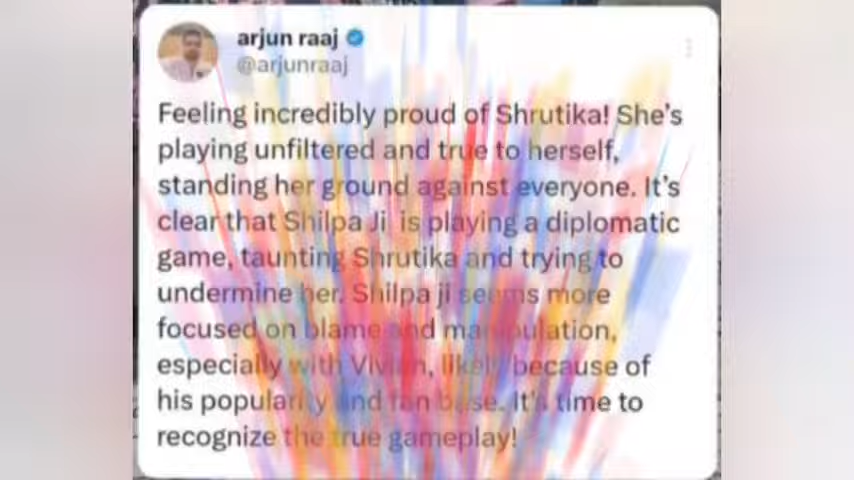 arjun raaj
@arjunraaj
Feeling incredibly proud of Shrutika! She's
playing unfiltered and true to herself,
standing her ground against everyone. It's
clear that Shilpa Ji is playing a diplomatic
game, taunting Shrutika and trying to
undermine her. Shilpa ji seems more
focused on blame and manipulation,
especially with Vivian, likely because of
his popularity and fan base. It's time to
recognize the true gameplay!